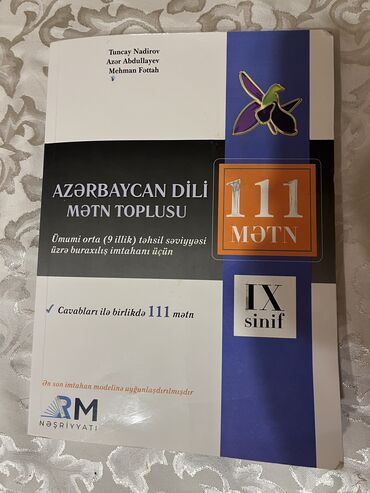 Tuncay Nadirov
Azər Abdullayev
Mehman Fəttah
AZƏRBAYCAN DİLİ
MƏTN TOPLUSU
Ümumi orta (9 illik) təhsil səviyyəsi
üzrə buraxılış imtahanı üçün
111
MƏTN
IX
sinif
✓ Cavabları ilə birlikdə 111 mətn
Ən son imtahan modelinə uyğunlaşdırılmışdır
RM
NƏŞRİYYATI